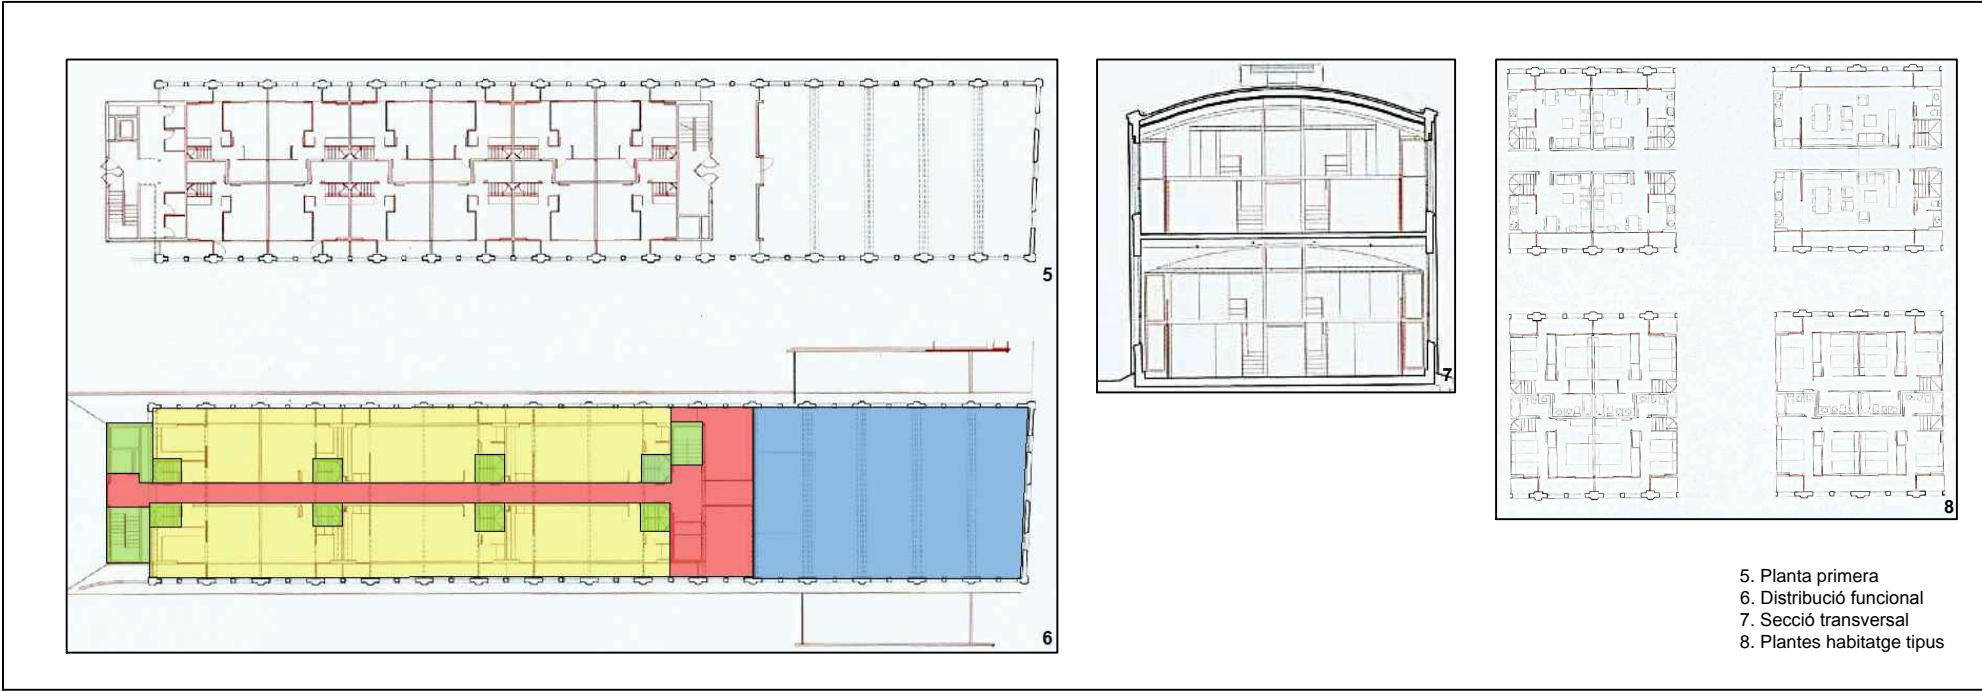 5
6
7
8
5. Planta primera
6. Distribució funcional
7. Secció transversal
8. Plantes habitatge tipus